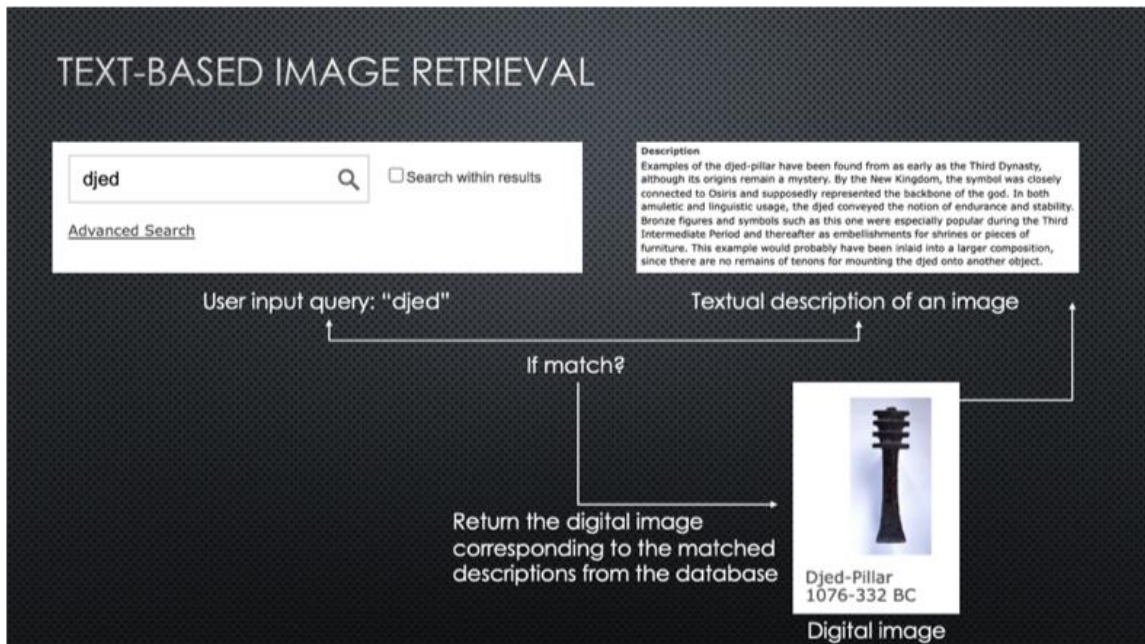 TEXT-BASED IMAGE RETRIEVAL
djed
Search within results
Advanced Search
Description
Examples of the djed-pillar have been found from as early as the Third Dynasty,
although its origins remain a mystery. By the New Kingdom, the symbol was closely
connected to Osiris and supposedly represented the backbone of the god. In both
amuletic and linguistic usage, the djed conveyed the notion of endurance and stability.
Bronze figures and symbols such as this one were especially popular during the Third
Intermediate Period and thereafter as embellishments for shrines or pieces of
furniture. This example would probably have been inlaid into a larger composition,
since there are no remains of tenons for mounting the djed onto another object.
User input query: “djed”
Textual description of an image
If match?
Return the digital image
corresponding to the matched
descriptions from the database
Djed-Pillar
1076-332 BC
Digital image